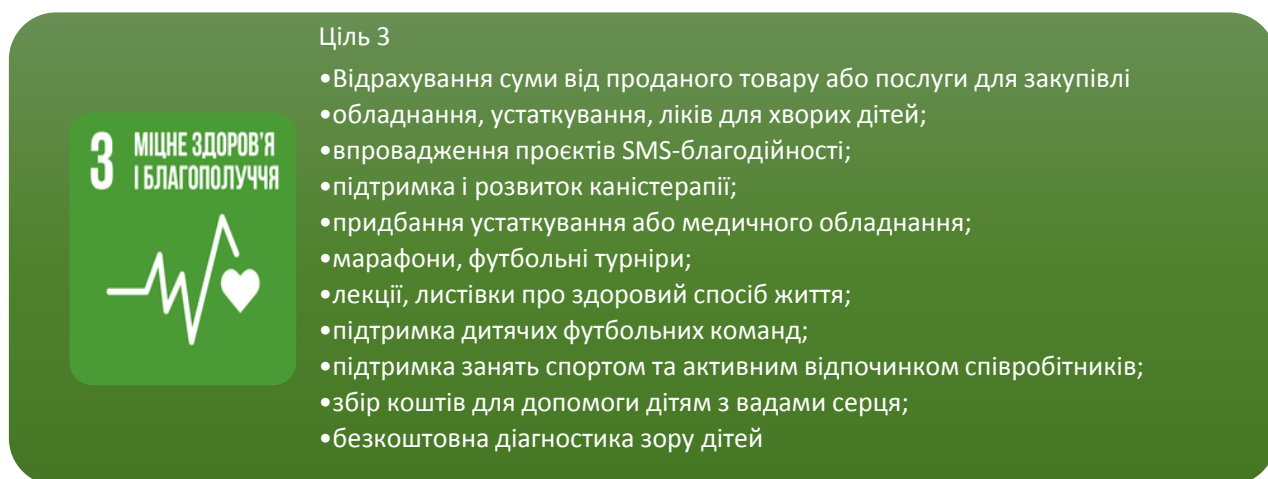 Ціль 3
•Відрахування суми від проданого товару або послуги для закупівлі
•обладнання, устаткування, ліків для хворих дітей;
•впровадження проєктів SMS-благодійності;
•підтримка і розвиток каністерапії;
•придбання устаткування або медичного обладнання;
•марафони, футбольні турніри;
•лекції, листівки про здоровий спосіб життя;
•підтримка дитячих футбольних команд;
•підтримка занять спортом та активним відпочинком співробітників;
•збір коштів для допомоги дітям з вадами серця;
•безкоштовна діагностика зору дітей
3 МІЦНЕ ЗДОРОВ'Я
І БЛАГОПОЛУЧЧЯ